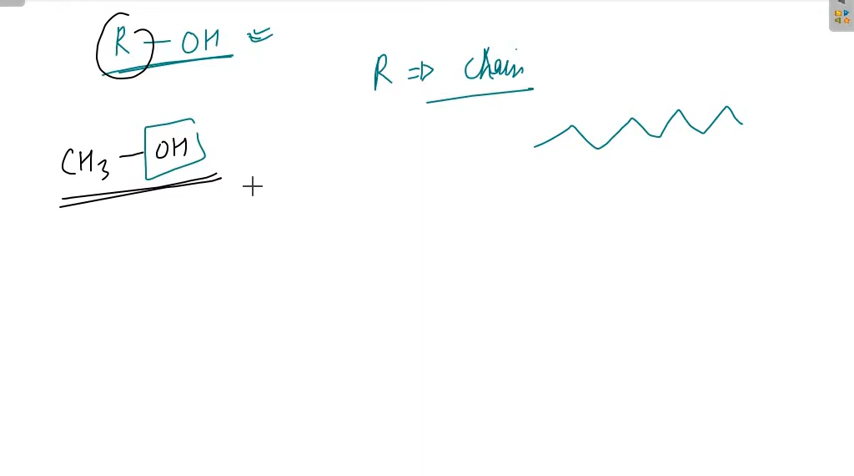 R - OH
R ⇒ chain
CH₃ - OH